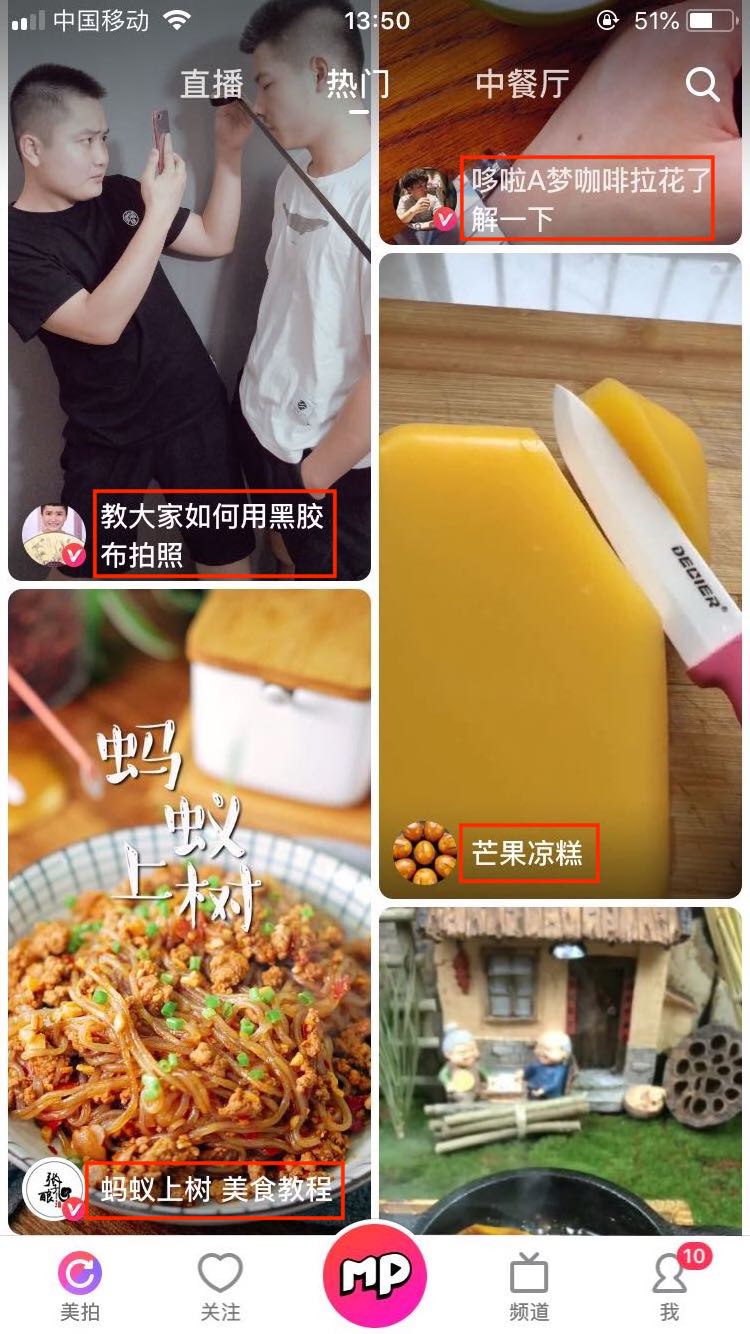 中国移动
13:50
51%
直播
热门
中餐厅
哆啦A梦咖啡拉花了
解一下
教大家如何用黑胶
布拍照
DECIER
芒果凉糕
蚂
蚁
上
树
蚂蚁上树 美食教程
美拍
关注
MP
频道
10
我